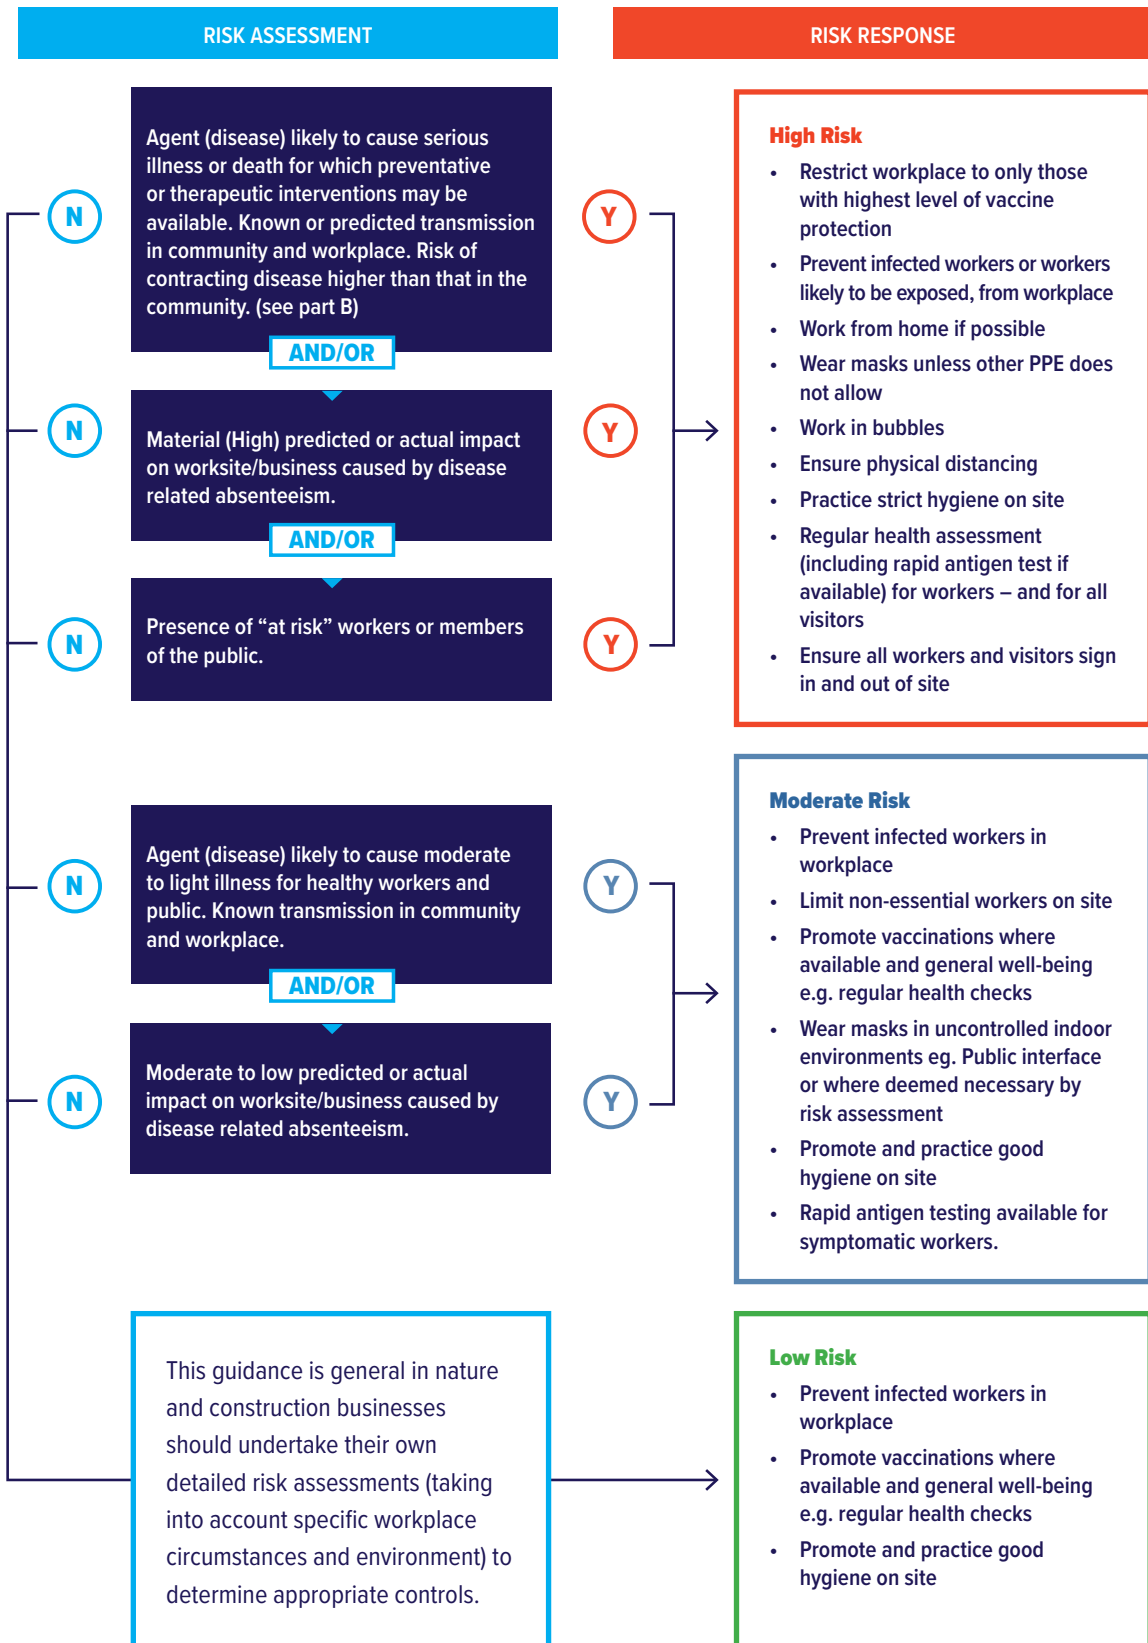 RISK ASSESSMENT
RISK RESPONSE
Agent (disease) likely to cause serious
illness or death for which preventative
or therapeutic interventions may be
available. Known or predicted transmission
in community and workplace. Risk of
contracting disease higher than that in the
community. (see part B)
N
Y
AND/OR
Material (High) predicted or actual impact
on worksite/business caused by disease
related absenteeism.
N
Y
AND/OR
Presence of “at risk” workers or members
of the public.
N
Y
High Risk
• Restrict workplace to only those
with highest level of vaccine
protection
• Prevent infected workers or workers
likely to be exposed, from workplace
• Work from home if possible
• Wear masks unless other PPE does
not allow
• Work in bubbles
• Ensure physical distancing
• Practice strict hygiene on site
• Regular health assessment
(including rapid antigen test if
available) for workers – and for all
visitors
• Ensure all workers and visitors sign
in and out of site
Agent (disease) likely to cause moderate
to light illness for healthy workers and
public. Known transmission in community
and workplace.
N
Y
AND/OR
Moderate to low predicted or actual
impact on worksite/business caused by
disease related absenteeism.
N
Y
Moderate Risk
• Prevent infected workers in
workplace
• Limit non-essential workers on site
• Promote vaccinations where
available and general well-being
e.g. regular health checks
• Wear masks in uncontrolled indoor
environments eg. Public interface
or where deemed necessary by
risk assessment
• Promote and practice good
hygiene on site
• Rapid antigen testing available for
symptomatic workers.
This guidance is general in nature
and construction businesses
should undertake their own
detailed risk assessments (taking
into account specific workplace
circumstances and environment) to
determine appropriate controls.
Low Risk
• Prevent infected workers in
workplace
• Promote vaccinations where
available and general well-being
e.g. regular health checks
• Promote and practice good
hygiene on site